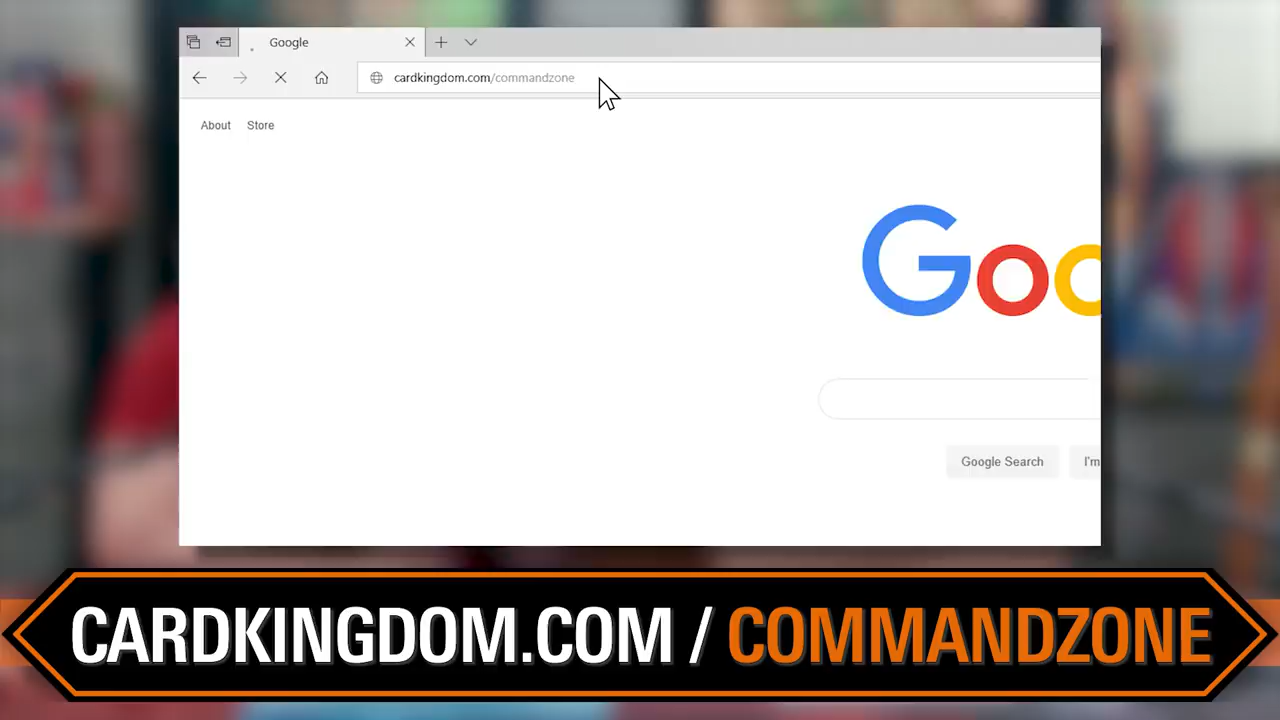 Google
cardkingdom.com/commandzone
About Store
Goo
Google Search I'm
CARDKINGDOM.COM / COMMANDZONE